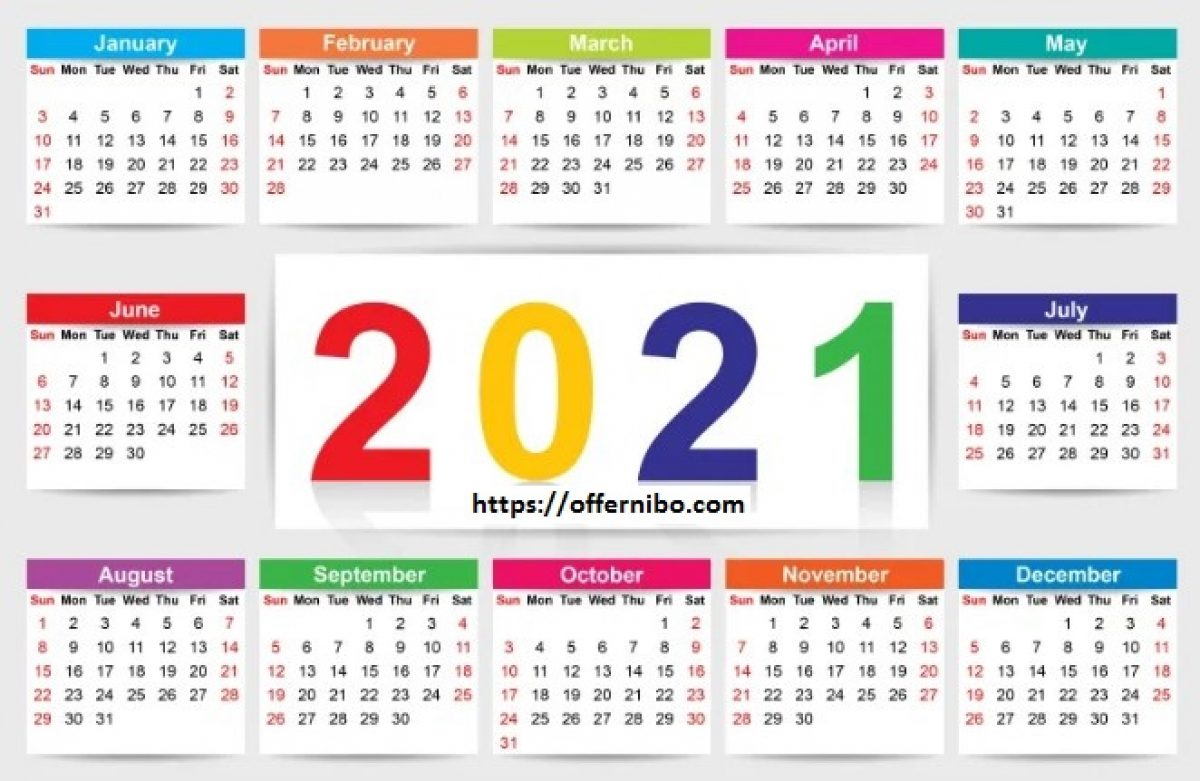 January
Sun Mon Tue Wed Thu Fri Sat
1 2
3 4 5 6 7 8 9
10 11 12 13 14 15 16
17 18 19 20 21 22 23
24 25 26 27 28 29 30
31
February
Sun Mon Tue Wed Thu Fri Sat
1 2 3 4 5 6
7 8 9 10 11 12 13
14 15 16 17 18 19 20
21 22 23 24 25 26 27
28
March
Sun Mon Tue Wed Thu Fri Sat
1 2 3 4 5 6
7 8 9 10 11 12 13
14 15 16 17 18 19 20
21 22 23 24 25 26 27
28 29 30 31
April
Sun Mon Tue Wed Thu Fri Sat
1 2 3
4 5 6 7 8 9 10
11 12 13 14 15 16 17
18 19 20 21 22 23 24
25 26 27 28 29 30
May
Sun Mon Tue Wed Thu Fri Sat
1
2 3 4 5 6 7 8
9 10 11 12 13 14 15
16 17 18 19 20 21 22
23 24 25 26 27 28 29
30 31
June
Sun Mon Tue Wed Thu Fri Sat
1 2 3 4 5
6 7 8 9 10 11 12
13 14 15 16 17 18 19
20 21 22 23 24 25 26
27 28 29 30
2021
https://offernibo.com
July
Sun Mon Tue Wed Thu Fri Sat
1 2 3
4 5 6 7 8 9 10
11 12 13 14 15 16 17
18 19 20 21 22 23 24
25 26 27 28 29 30 31
August
Sun Mon Tue Wed Thu Fri Sat
1 2 3 4 5 6 7
8 9 10 11 12 13 14
15 16 17 18 19 20 21
22 23 24 25 26 27 28
29 30 31
September
Sun Mon Tue Wed Thu Fri Sat
1 2 3 4
5 6 7 8 9 10 11
12 13 14 15 16 17 18
19 20 21 22 23 24 25
26 27 28 29 30
October
Sun Mon Tue Wed Thu Fri Sat
1 2
3 4 5 6 7 8 9
10 11 12 13 14 15 16
17 18 19 20 21 22 23
24 25 26 27 28 29 30
31
November
Sun Mon Tue Wed Thu Fri Sat
1 2 3 4 5 6
7 8 9 10 11 12 13
14 15 16 17 18 19 20
21 22 23 24 25 26 27
28 29 30
December
Sun Mon Tue Wed Thu Fri Sat
1 2 3 4
5 6 7 8 9 10 11
12 13 14 15 16 17 18
19 20 21 22 23 24 25
26 27 28 29 30 31